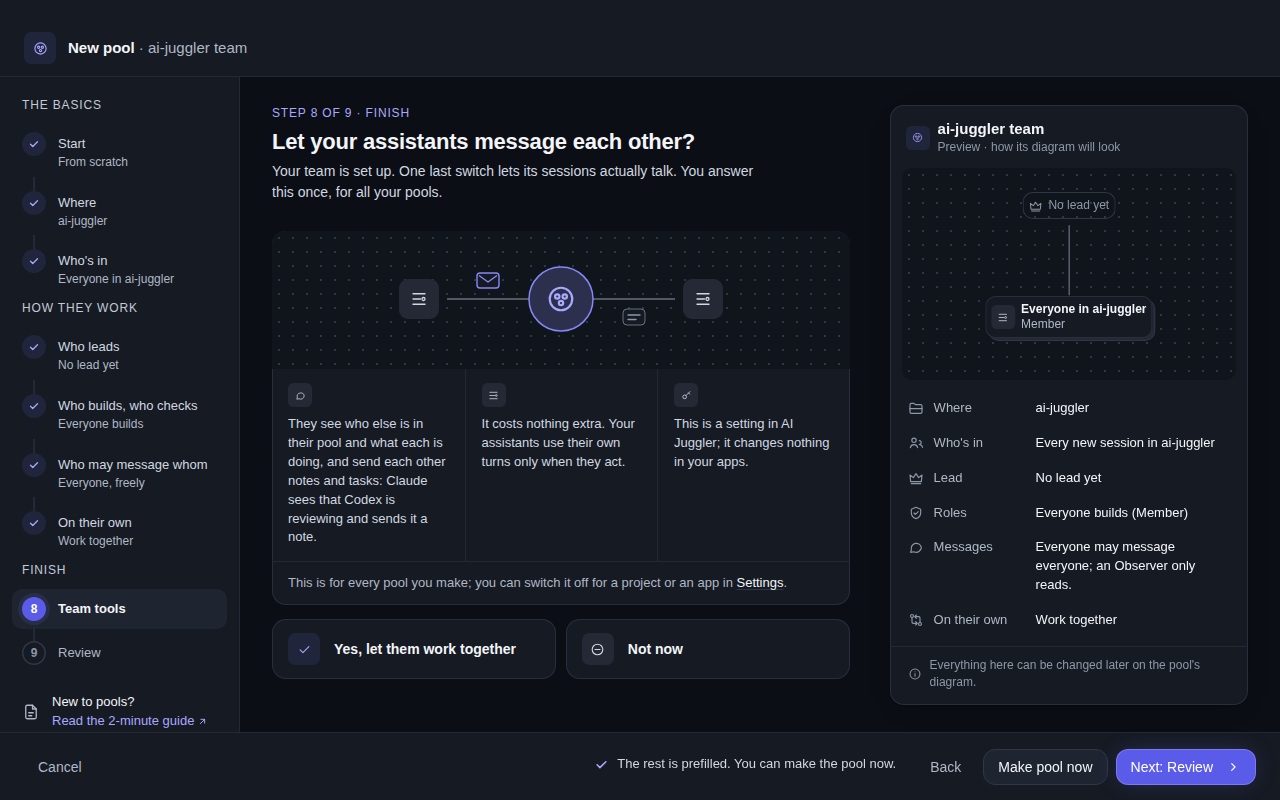 New pool · ai-juggler team
THE BASICS
Start
From scratch
Where
ai-juggler
Who's in
Everyone in ai-juggler
HOW THEY WORK
Who leads
No lead yet
Who builds, who checks
Everyone builds
Who may message whom
Everyone, freely
On their own
Work together
FINISH
8 Team tools
9 Review
New to pools?
Read the 2-minute guide
STEP 8 OF 9 · FINISH
Let your assistants message each other?
Your team is set up. One last switch lets its sessions actually talk. You answer
this once, for all your pools.
They see who else is in
their pool and what each is
doing, and send each other
notes and tasks: Claude
sees that Codex is
reviewing and sends it a
note.
It costs nothing extra. Your
assistants use their own
turns only when they act.
This is a setting in AI
Juggler; it changes nothing
in your apps.
This is for every pool you make; you can switch it off for a project or an app in Settings.
Yes, let them work together
Not now
ai-juggler team
Preview · how its diagram will look
No lead yet
Everyone in ai-juggler
Member
Where ai-juggler
Who's in Every new session in ai-juggler
Lead No lead yet
Roles Everyone builds (Member)
Messages Everyone may message
everyone; an Observer only
reads.
On their own Work together
Everything here can be changed later on the pool's
diagram.
Cancel
The rest is prefilled. You can make the pool now.
Back
Make pool now
Next: Review